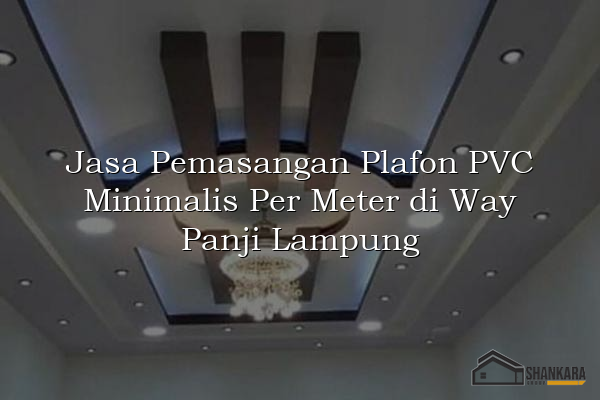 Jasa Pemasangan Plafon PVC
Minimalis Per Meter di Way
Panji Lampung
SHANKARA